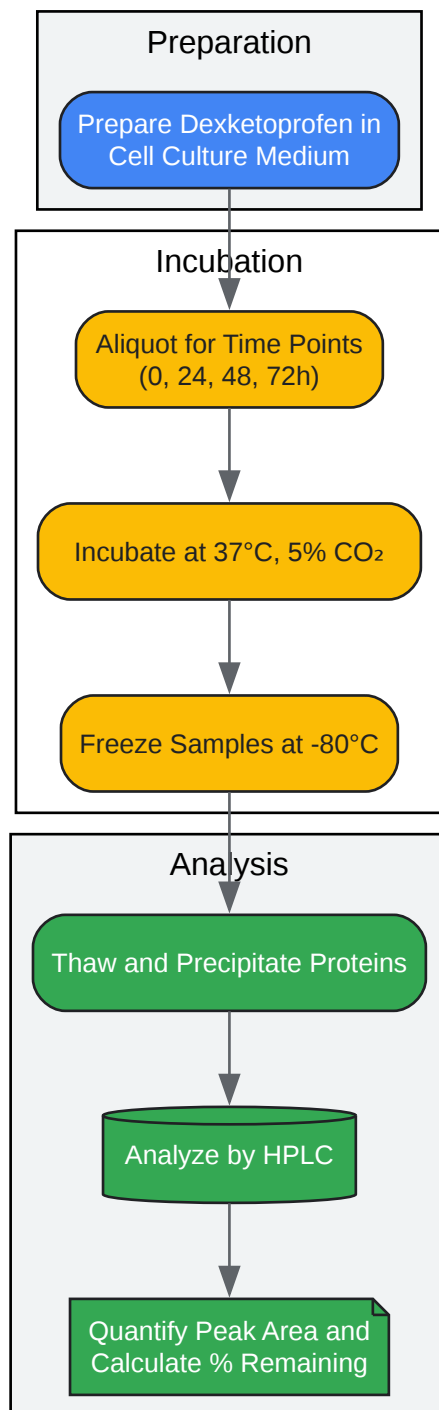 Preparation
Prepare Dexketoprofen in
Cell Culture Medium
Incubation
Aliquot for Time Points
(0, 24, 48, 72h)
Incubate at 37°C, 5% CO₂
Freeze Samples at -80°C
Analysis
Thaw and Precipitate Proteins
Analyze by HPLC
Quantify Peak Area and
Calculate % Remaining